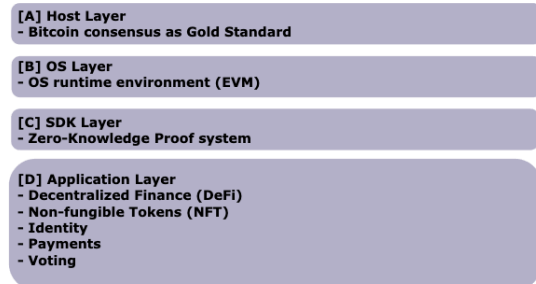 [A] Host Layer
- Bitcoin consensus as Gold Standard
[B] OS Layer
- OS runtime environment (EVM)
[C] SDK Layer
- Zero-Knowledge Proof system
[D] Application Layer
- Decentralized Finance (DeFi)
- Non-fungible Tokens (NFT)
- Identity
- Payments
- Voting